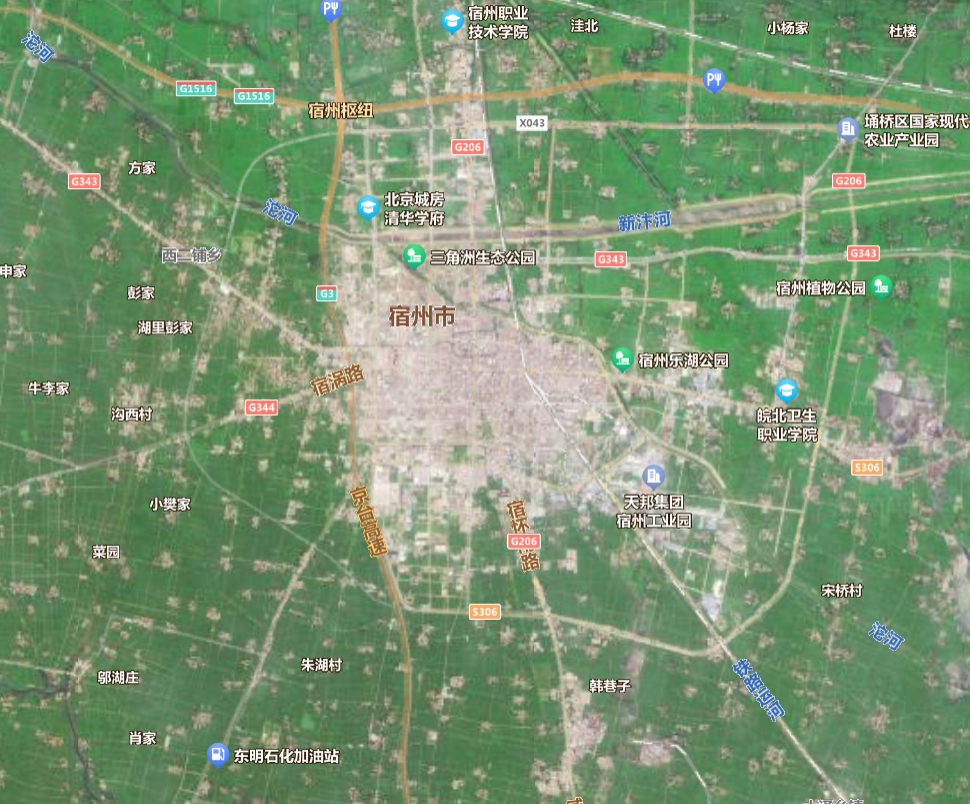 宿州职业
技术学院
洼北
小杨家
杜楼
沱河
G1516
G1516
宿州枢纽
X043
埇桥区国家现代
农业产业园
G206
方家
G343
G206
北京城房
清华学府
沱河
新汴河
西二铺乡
三角洲生态公园
G343
G343
申家
宿州植物公园
彭家
G3
宿州市
湖里彭家
宿州乐湖公园
宿涡路
牛李家
G344
沟西村
皖北卫生
职业学院
S306
天邦集团
宿州工业园
小樊家
京台高速
宿怀路
G206
菜园
宋桥村
S306
沱河
朱湖村
邬湖庄
韩巷子
铁路运河
肖家
东明石化加油站